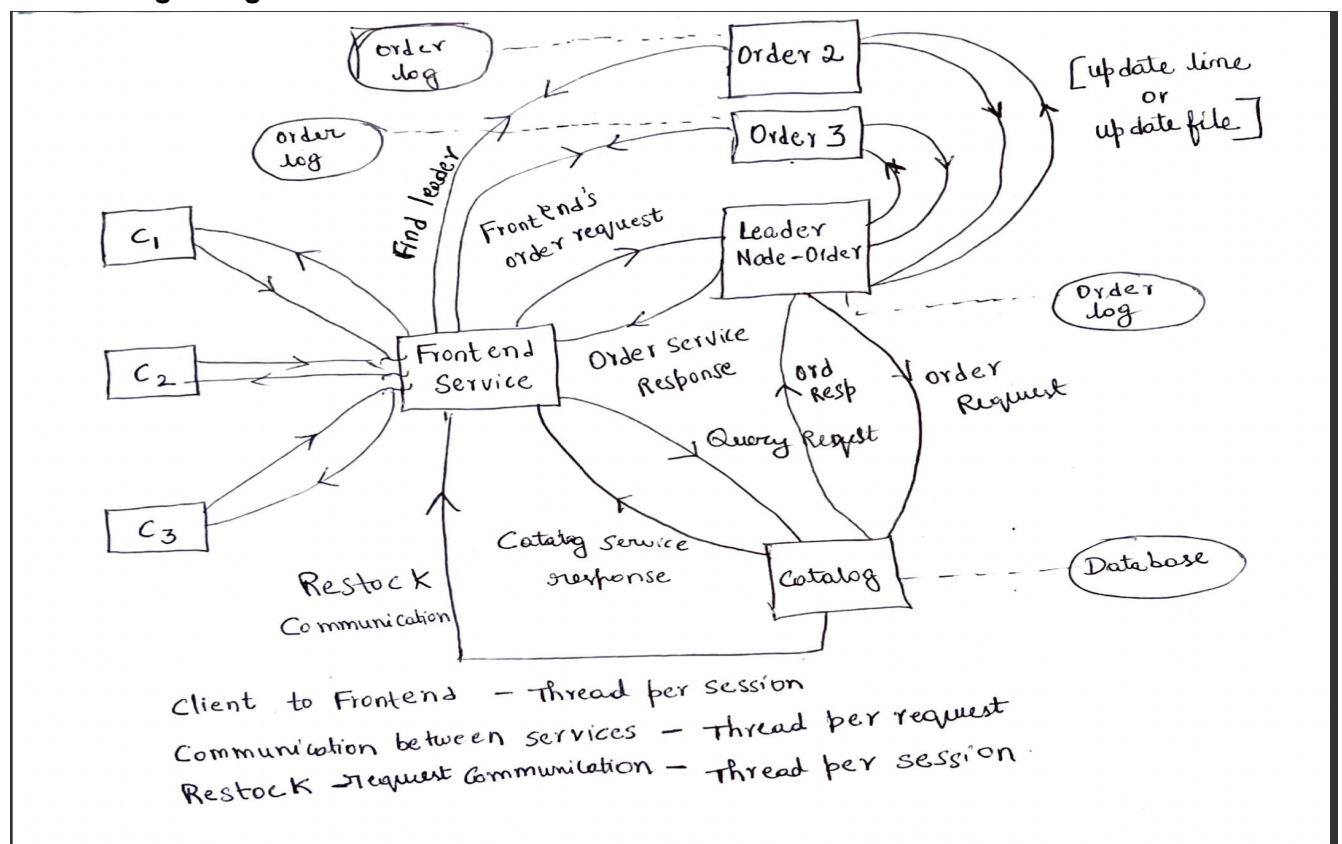 order
log
Order 2
[update line
or
update file]
order
log
Order 3
Find leader
Frontend's
order request
C1
Leader
Node-Order
Order
log
Frontend
Service
Order Service
Response
C2
Ord
Resp
order
Request
Query Reqest
C3
Catalog service
response
Catalog
Database
Restock
Communication
Client to Frontend - Thread per session
Communication between services - Thread per request
Restock request Communication - Thread per session